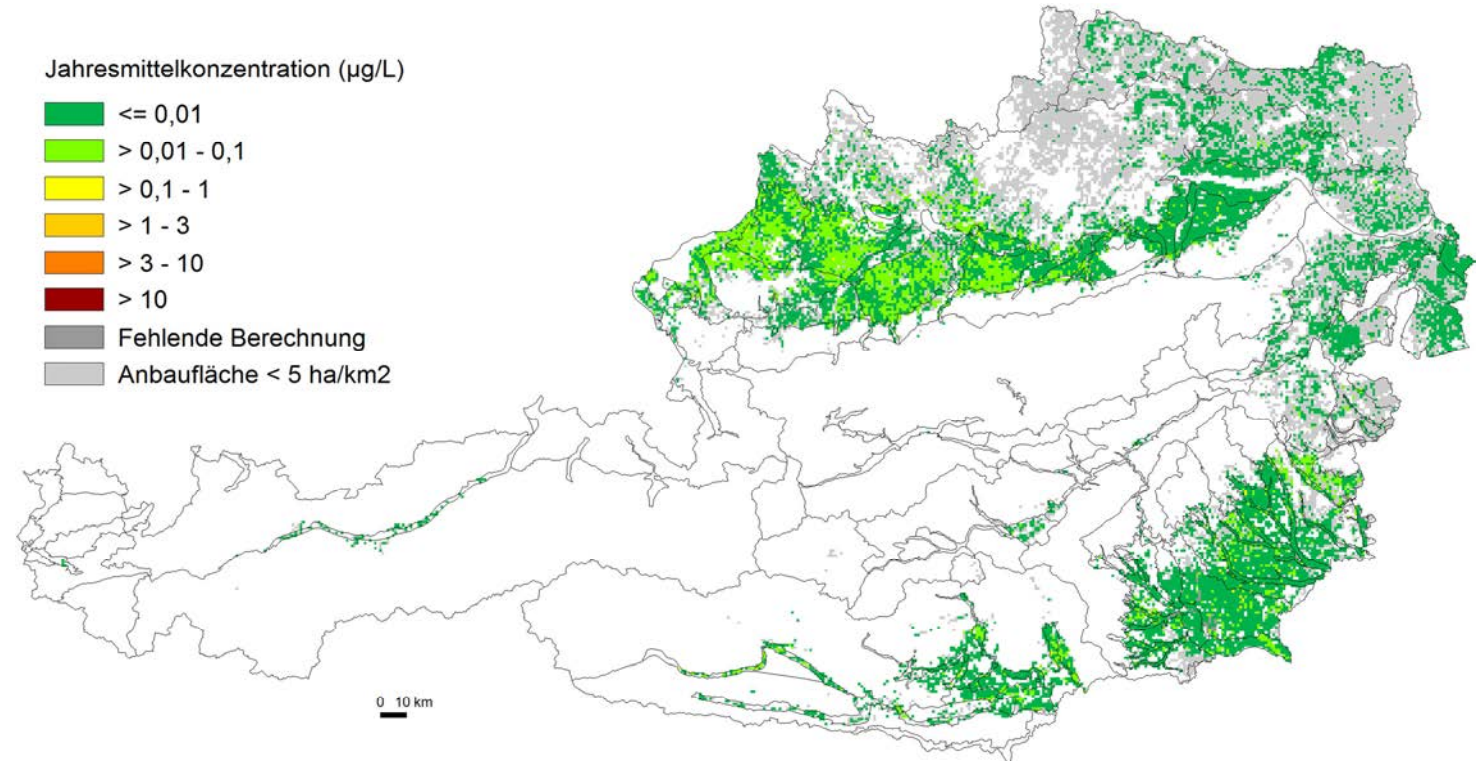 Jahresmittelkonzentration (µg/L)
<= 0,01
> 0,01 - 0,1
> 0,1 - 1
> 1 - 3
> 3 - 10
> 10
Fehlende Berechnung
Anbaufläche < 5 ha/km2
0 10 km